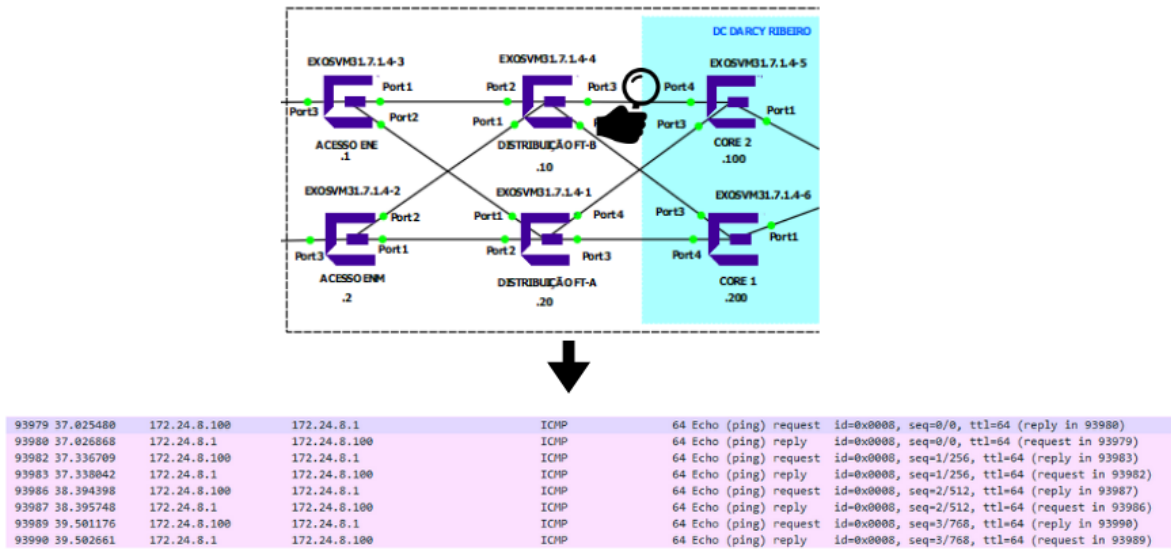 DC DARCY RIBEIRO
EXOSVM31.7.1.4-3
EXOSVM31.7.1.4-4
EXOSVM31.7.1.4-5
Port1
Port2
Port3
Port4
Port3
Port2
Port1
Port3
Port1
ACESSO ENE
.1
DISTRIBUIÇÃO FT-B
.10
CORE 2
.100
EXOSVM31.7.1.4-2
EXOSVM31.7.1.4-1
EXOSVM31.7.1.4-6
Port2
Port1
Port4
Port3
Port3
Port1
Port2
Port3
Port4
Port1
ACESSO ENM
.2
DISTRIBUIÇÃO FT-A
.20
CORE 1
.200
93979 37.025480 172.24.8.100 172.24.8.1 ICMP 64 Echo (ping) request id=0x0008, seq=0/0, ttl=64 (reply in 93980)
93980 37.026868 172.24.8.1 172.24.8.100 ICMP 64 Echo (ping) reply id=0x0008, seq=0/0, ttl=64 (request in 93979)
93982 37.336709 172.24.8.100 172.24.8.1 ICMP 64 Echo (ping) request id=0x0008, seq=1/256, ttl=64 (reply in 93983)
93983 37.338042 172.24.8.1 172.24.8.100 ICMP 64 Echo (ping) reply id=0x0008, seq=1/256, ttl=64 (request in 93982)
93986 38.394398 172.24.8.100 172.24.8.1 ICMP 64 Echo (ping) request id=0x0008, seq=2/512, ttl=64 (reply in 93987)
93987 38.395748 172.24.8.1 172.24.8.100 ICMP 64 Echo (ping) reply id=0x0008, seq=2/512, ttl=64 (request in 93986)
93989 39.501176 172.24.8.100 172.24.8.1 ICMP 64 Echo (ping) request id=0x0008, seq=3/768, ttl=64 (reply in 93990)
93990 39.502661 172.24.8.1 172.24.8.100 ICMP 64 Echo (ping) reply id=0x0008, seq=3/768, ttl=64 (request in 93989)